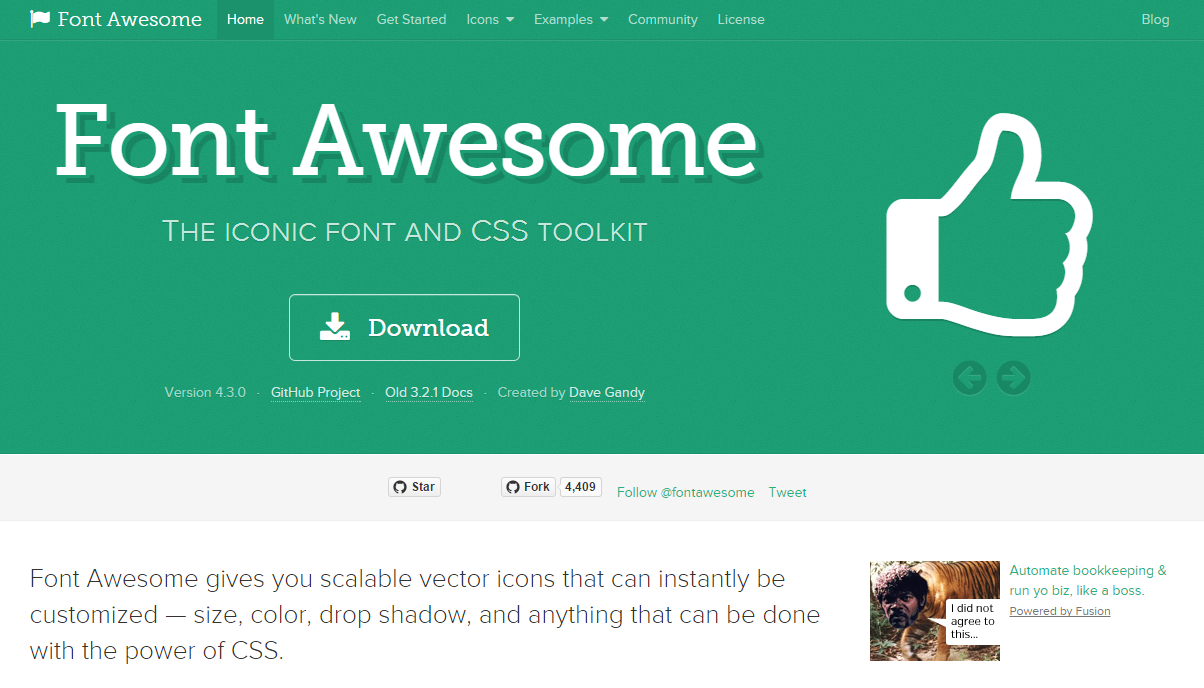 Font Awesome Home What's New Get Started Icons Examples Community License Blog
Font Awesome
THE ICONIC FONT AND CSS TOOLKIT
Download
Version 4.3.0 · GitHub Project · Old 3.2.1 Docs · Created by Dave Gandy
Star Fork 4,409 Follow @fontawesome Tweet
Font Awesome gives you scalable vector icons that can instantly be
customized — size, color, drop shadow, and anything that can be done
with the power of CSS.
I did not
agree to
this...
Automate bookkeeping &
run yo biz, like a boss.
Powered by Fusion